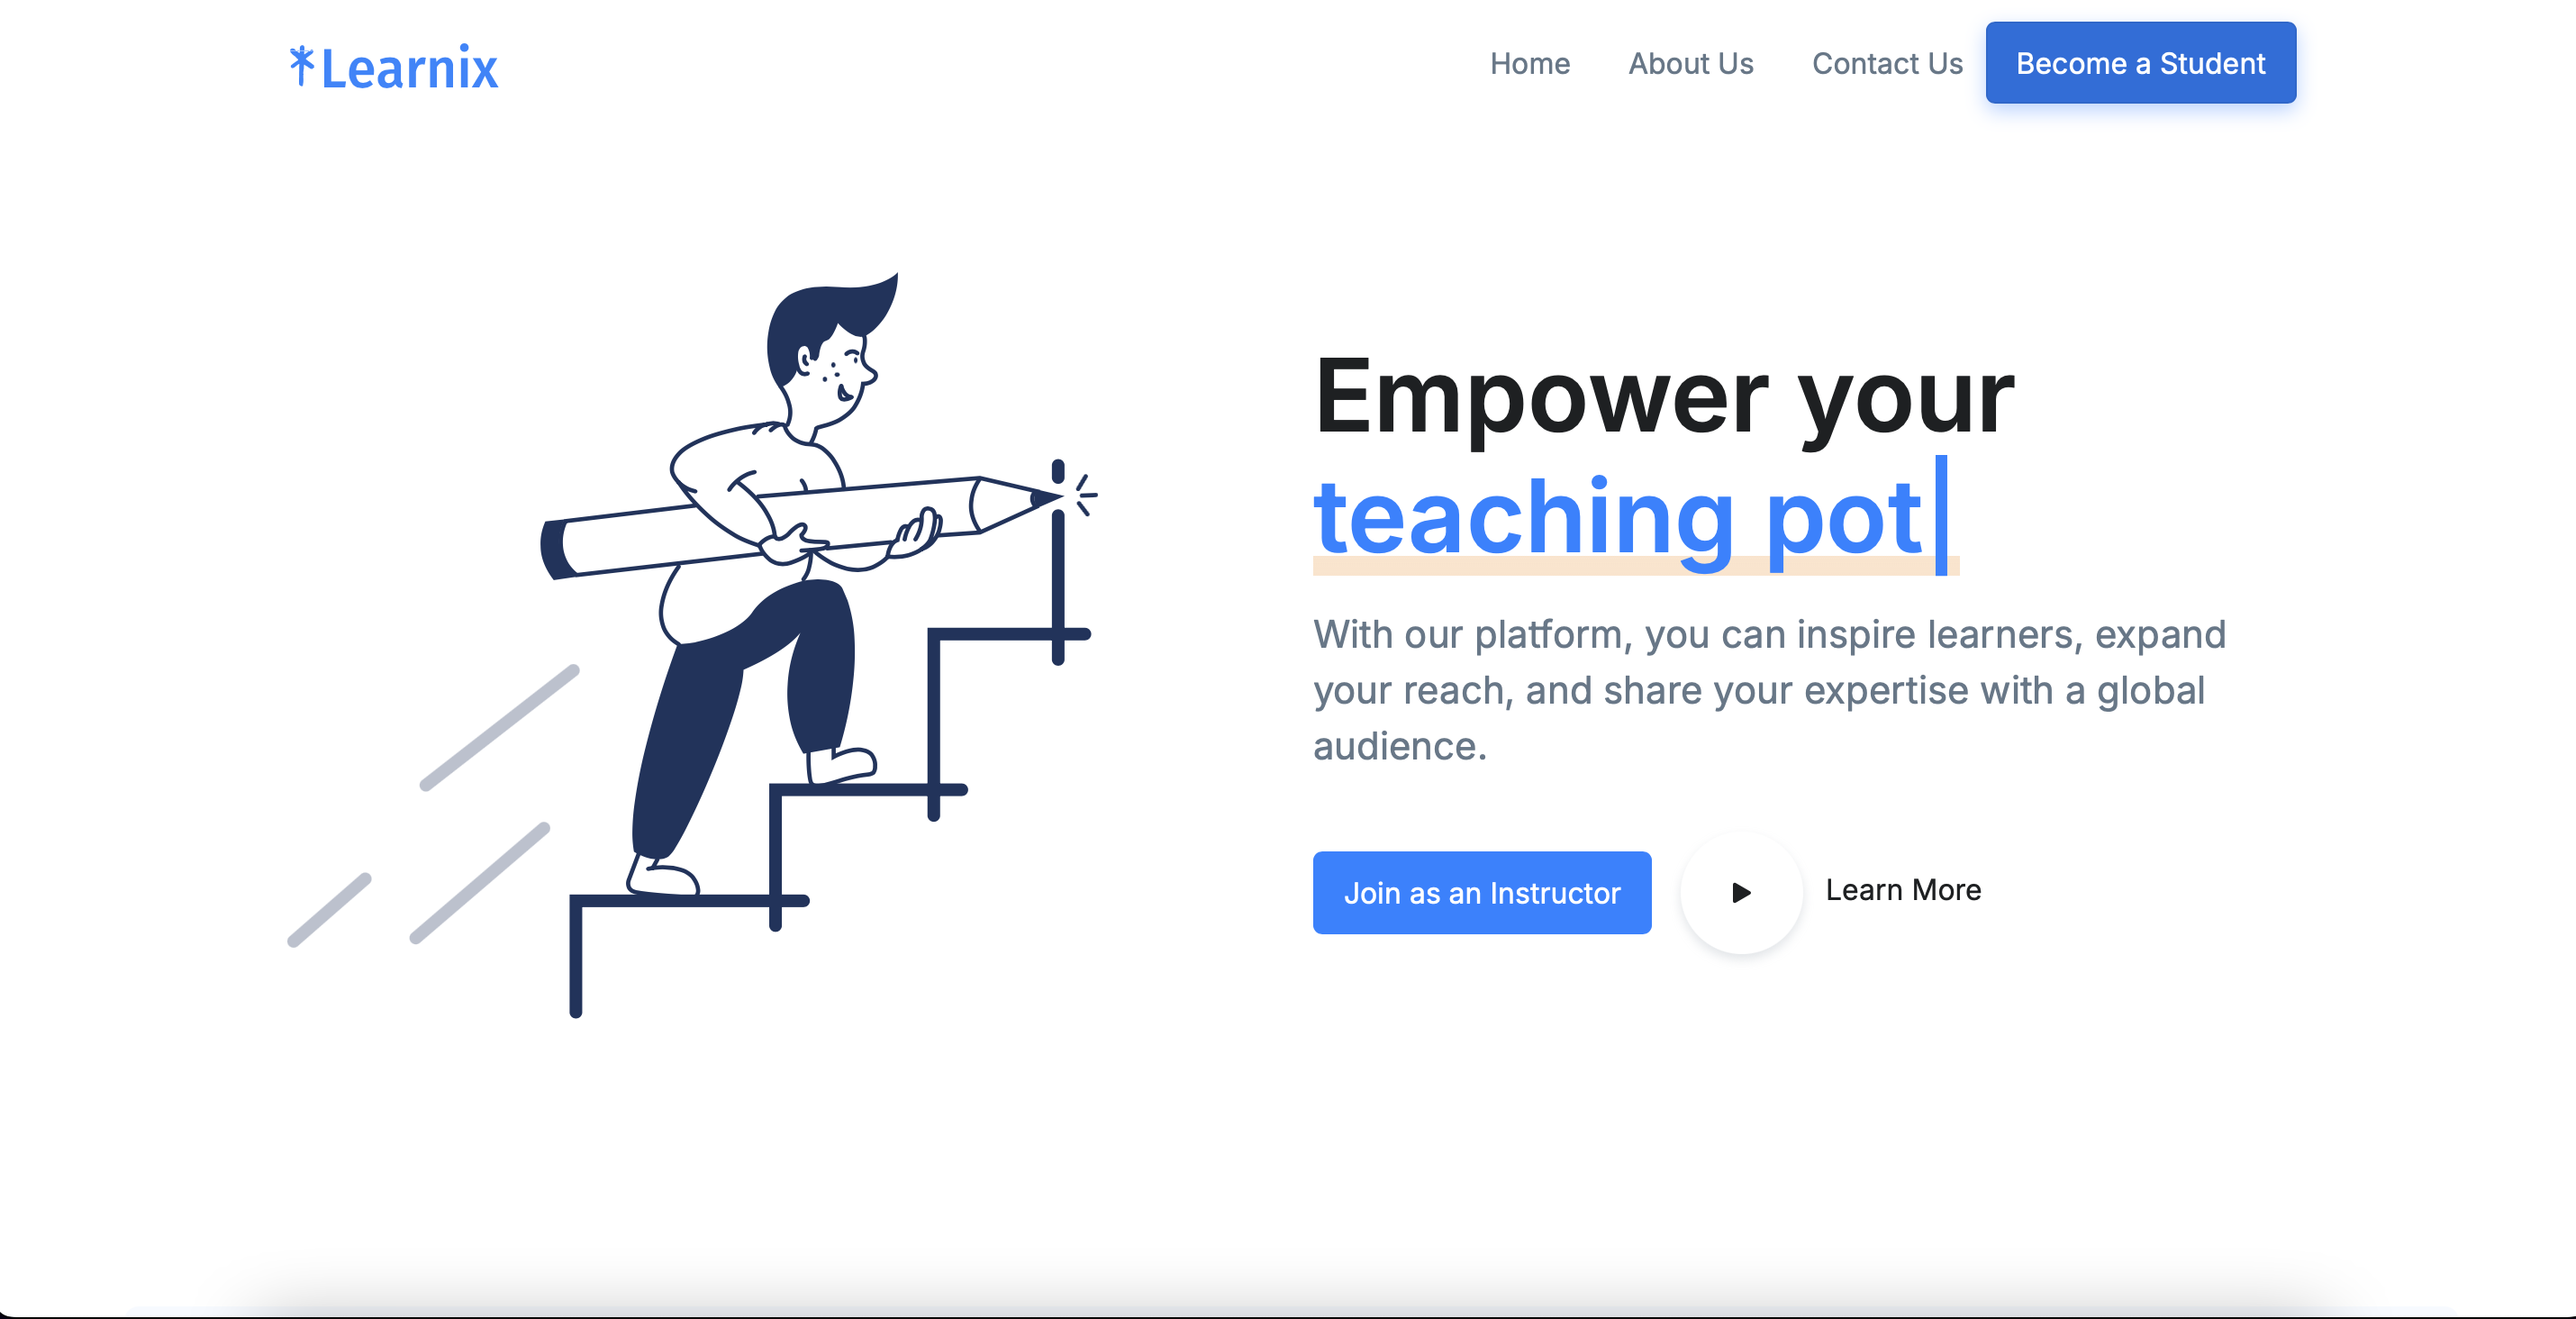 Learnix
Home About Us Contact Us Become a Student
Empower your
teaching pot
With our platform, you can inspire learners, expand
your reach, and share your expertise with a global
audience.
Join as an Instructor Learn More